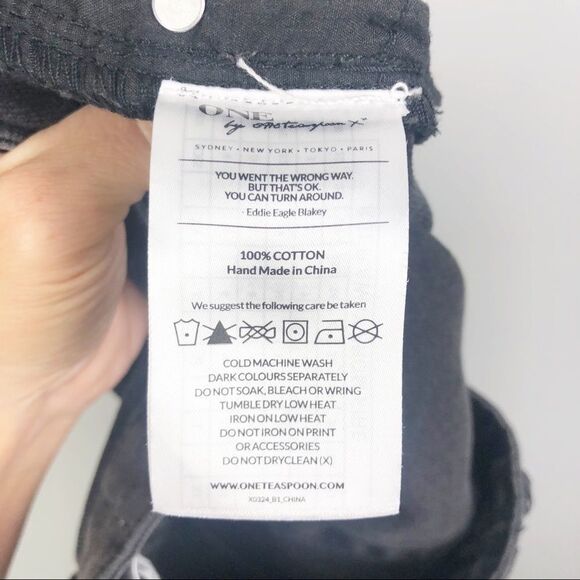 ONE
by oneteaspoon x™
SYDNEY • NEW YORK • TOKYO • PARIS
YOU WENT THE WRONG WAY.
BUT THAT'S OK.
YOU CAN TURN AROUND.
- Eddie Eagle Blakey
100% COTTON
Hand Made in China
We suggest the following care be taken
COLD MACHINE WASH
DARK COLOURS SEPARATELY
DO NOT SOAK, BLEACH OR WRING
TUMBLE DRY LOW HEAT
IRON ON LOW HEAT
DO NOT IRON ON PRINT
OR ACCESSORIES
DO NOT DRYCLEAN (X)
WWW.ONETEASPOON.COM
X0324_B1_CHINA